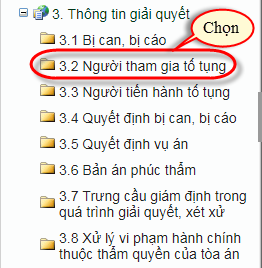 3. Thông tin giải quyết
Chọn
3.1 Bị can, bị cáo
3.2 Người tham gia tố tụng
3.3 Người tiến hành tố tụng
3.4 Quyết định bị can, bị cáo
3.5 Quyết định vụ án
3.6 Bản án phúc thẩm
3.7 Trưng cầu giám định trong
quá trình giải quyết, xét xử
3.8 Xử lý vi phạm hành chính
thuộc thẩm quyền của tòa án